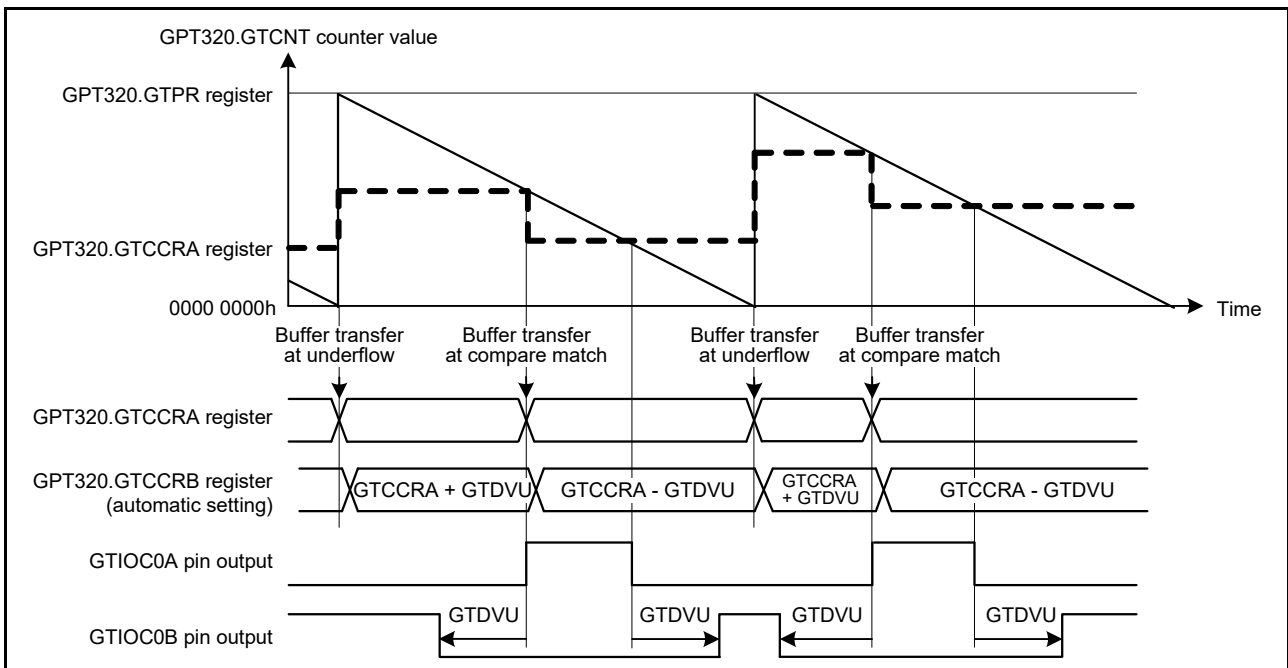 GPT320.GTCNT counter value
GPT320.GTPR register
GPT320.GTCCRA register
0000 0000h
Time
Buffer transfer
at underflow
Buffer transfer
at compare match
Buffer transfer
at underflow
Buffer transfer
at compare match
GPT320.GTCCRA register
GPT320.GTCCRB register
(automatic setting)
GTCCRA + GTDVU
GTCCRA - GTDVU
GTCCRA
+ GTDVU
GTCCRA - GTDVU
GTIOC0A pin output
GTIOC0B pin output
GTDVU
GTDVU
GTDVU
GTDVU